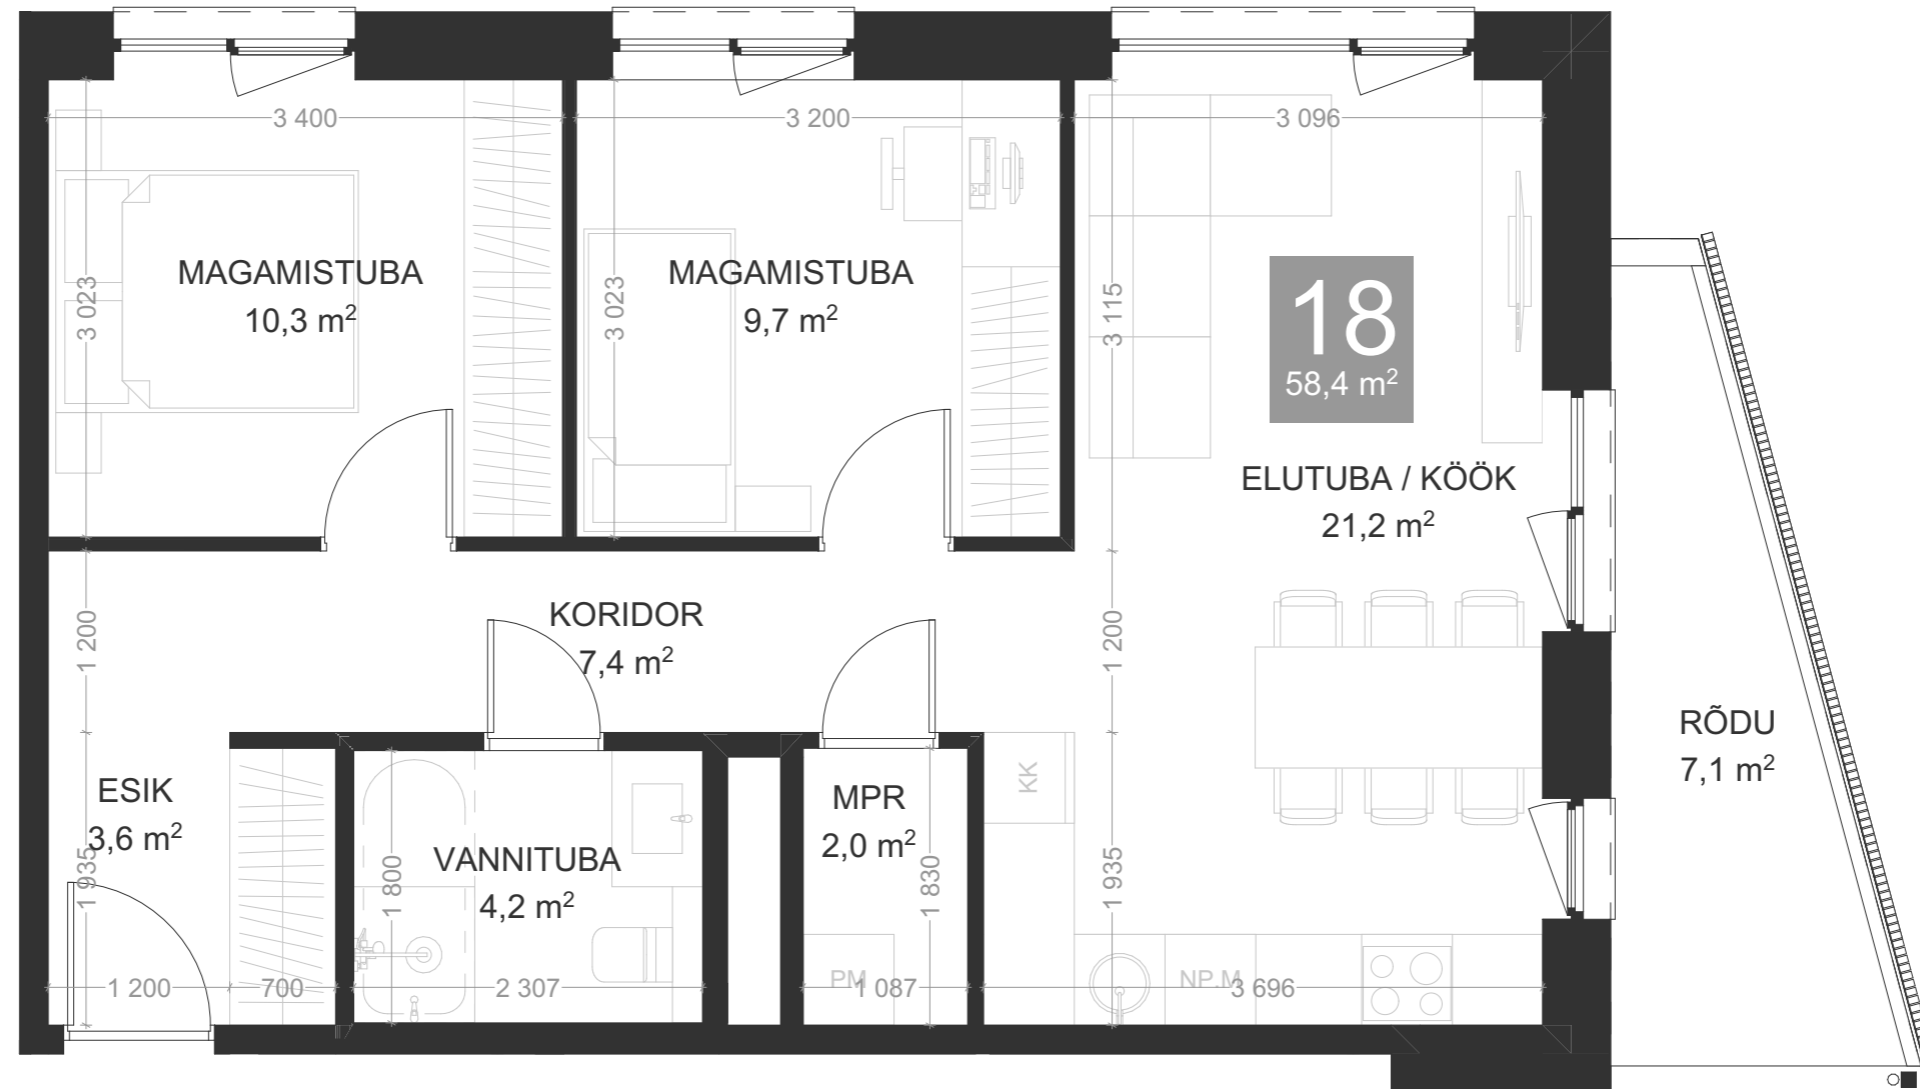 3 400
3 200
3 096
MAGAMISTUBA
10,3 m²
3 023
MAGAMISTUBA
9,7 m²
3 023
3 115
18
58,4 m²
ELUTUBA / KÖÖK
21,2 m²
KORIDOR
7,4 m²
1 200
1 200
RÕDU
7,1 m²
ESIK
3,6 m²
1 935
VANNITUBA
4,2 m²
1 800
MPR
2,0 m²
1 830
KK
1 935
1 200
700
2 307
PM
1 087
NP.M
3 696